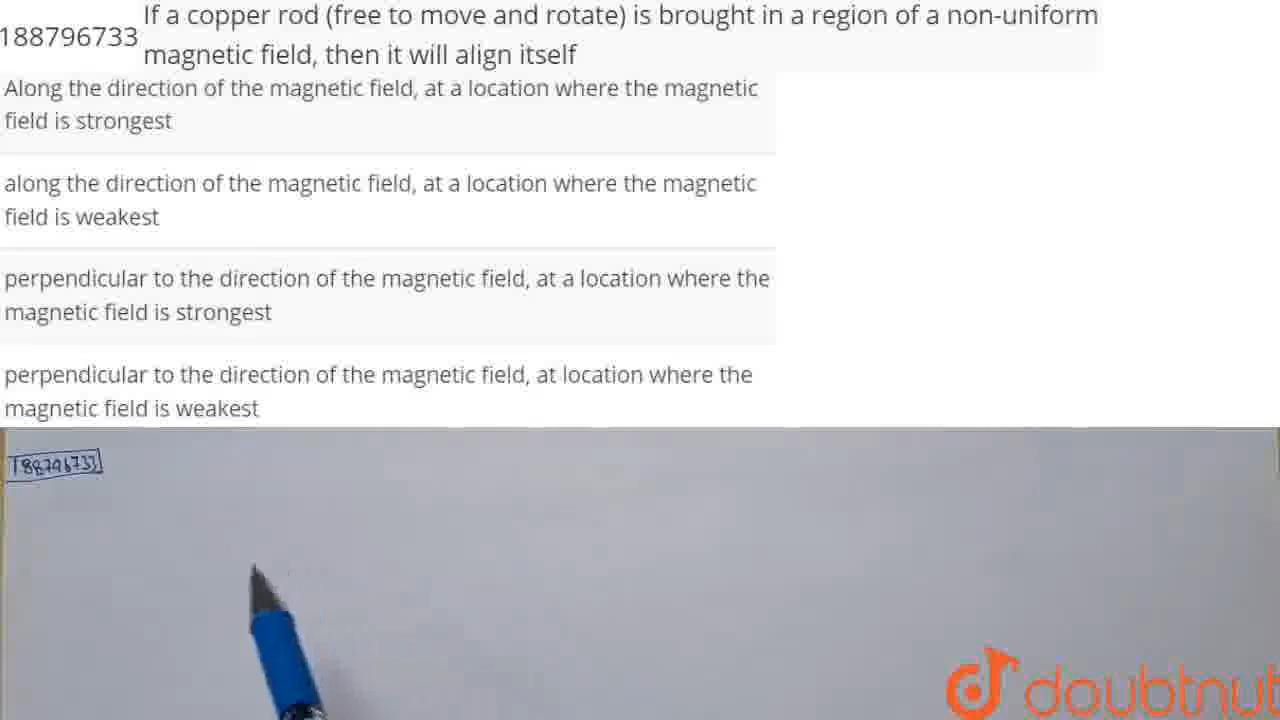 188796733
If a copper rod (free to move and rotate) is brought in a region of a non-uniform
magnetic field, then it will align itself
Along the direction of the magnetic field, at a location where the magnetic
field is strongest
along the direction of the magnetic field, at a location where the magnetic
field is weakest
perpendicular to the direction of the magnetic field, at a location where the
magnetic field is strongest
perpendicular to the direction of the magnetic field, at location where the
magnetic field is weakest
188796733
doubtnut